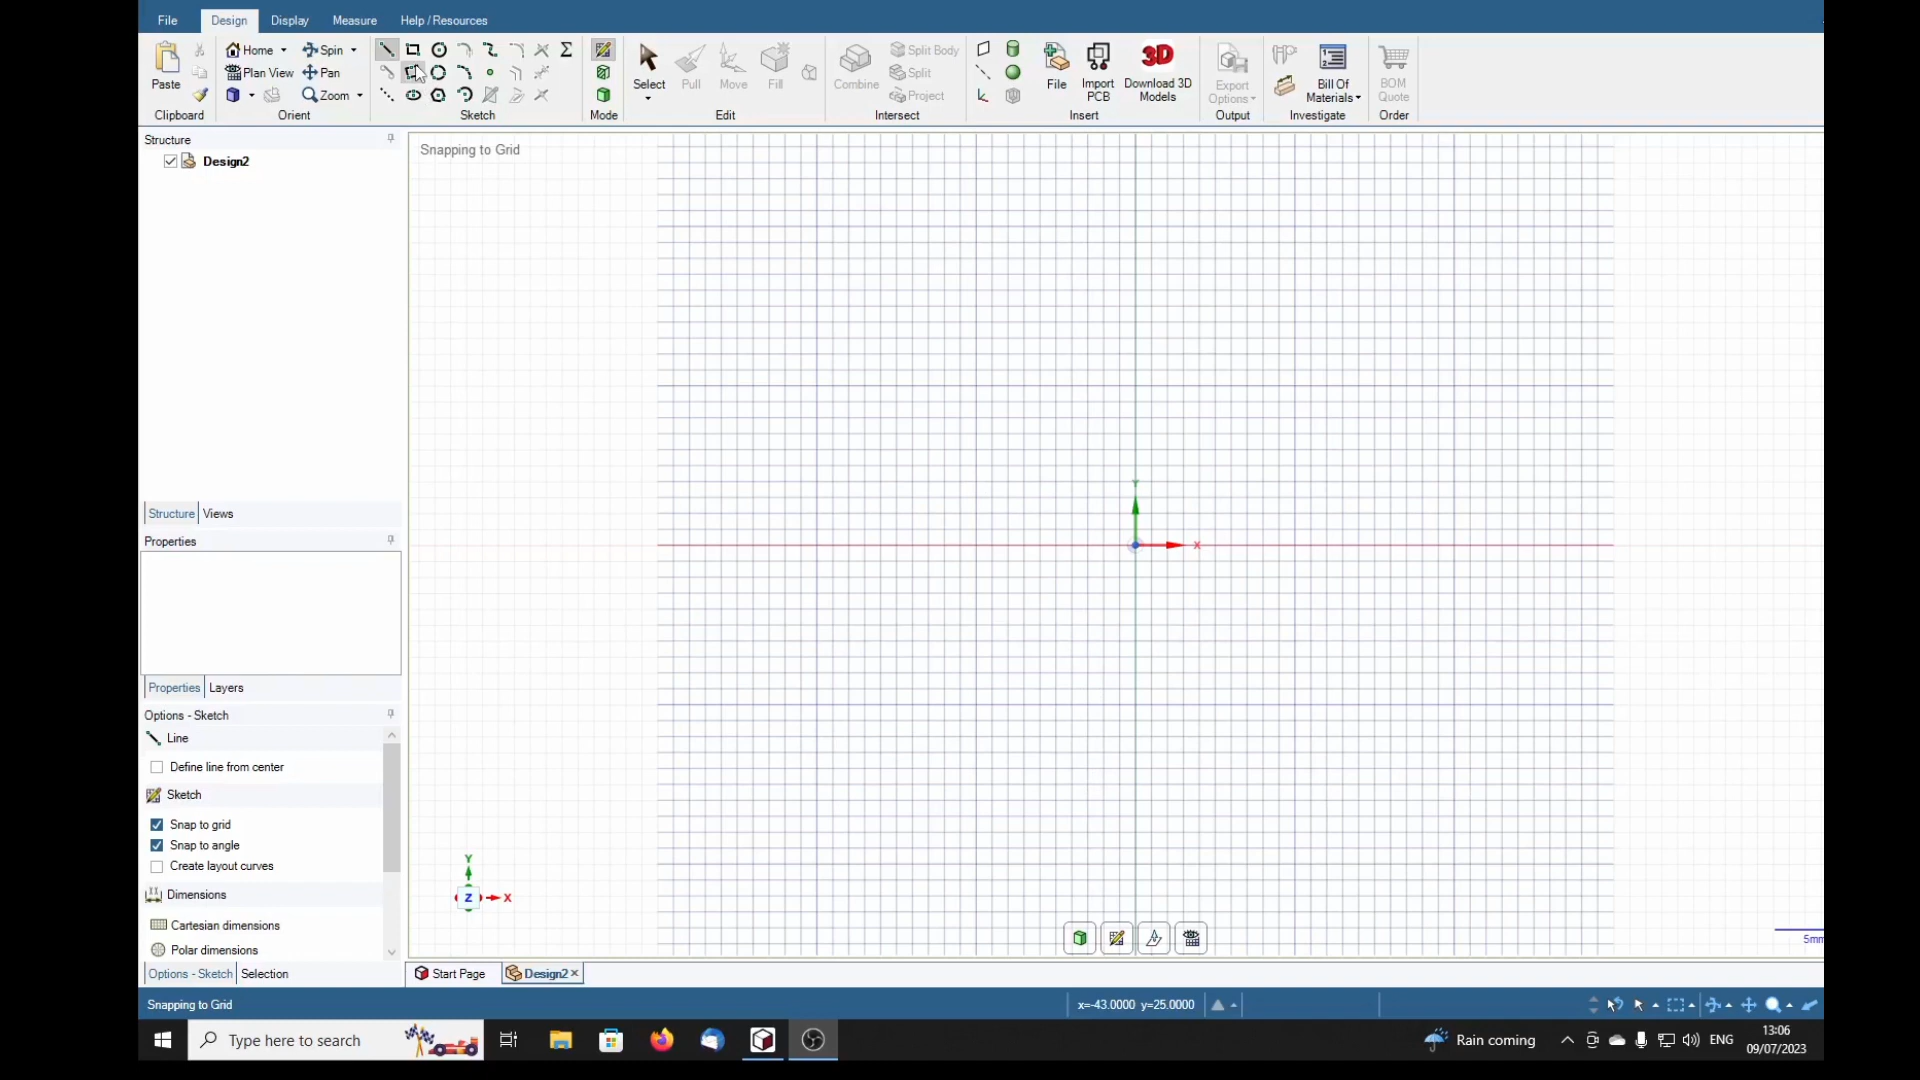 File Design Display Measure Help / Resources
Paste
Clipboard
Home Spin
Plan View Pan
Zoom
Orient
Sketch
Mode
Select Pull Move Fill
Edit
Combine Split Body
Split
Project
Intersect
File Import PCB Download 3D Models
3D
Insert
Export Options
Output
Bill Of Materials
Investigate
BOM Quote
Order
Structure
Design2
Structure Views
Properties
Properties Layers
Options - Sketch
Line
Define line from center
Sketch
Snap to grid
Snap to angle
Create layout curves
Dimensions
Cartesian dimensions
Polar dimensions
Options - Sketch Selection
Snapping to Grid
Y
X
Y
Z X
5mm
Start Page Design2
Snapping to Grid x=-43.0000 y=25.0000
Type here to search
Rain coming ENG 13:06
09/07/2023